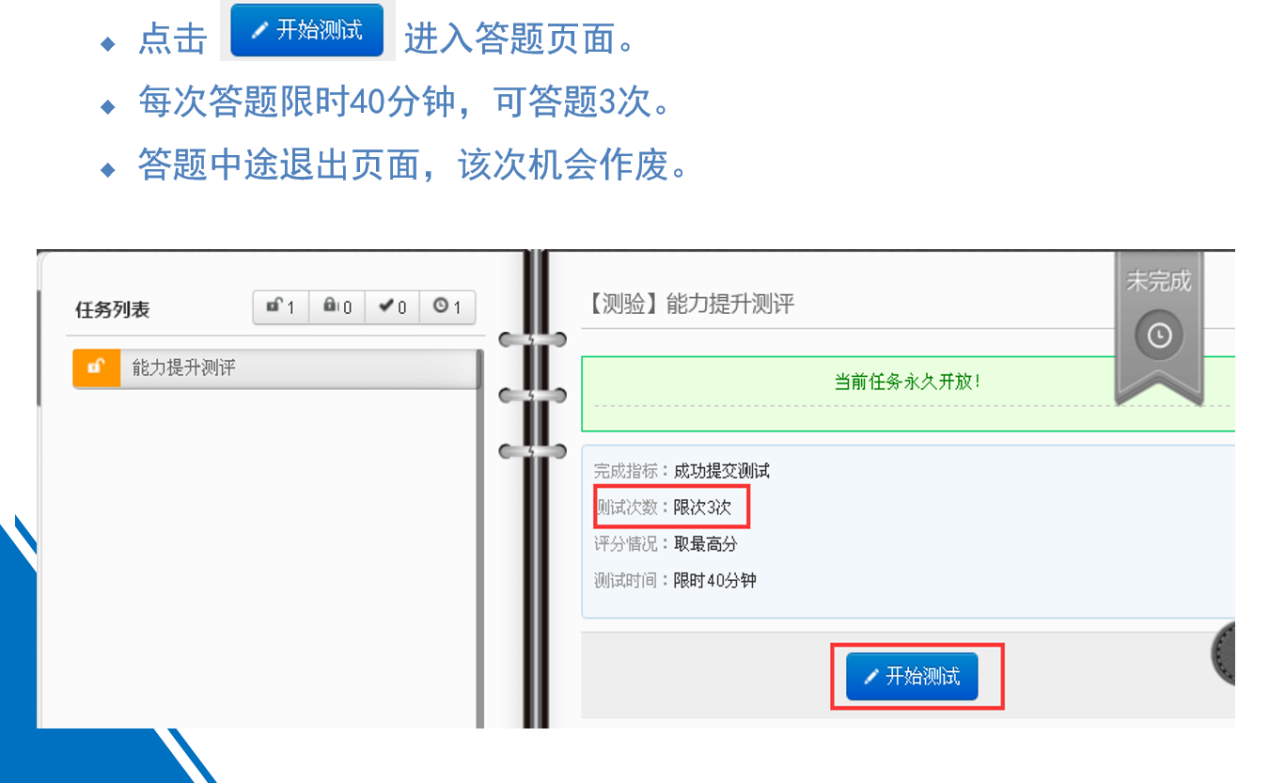 点击 开始测试 进入答题页面。
每次答题限时40分钟，可答题3次。
答题中途退出页面，该次机会作废。
任务列表 1 0 0 1
能力提升测评
【测验】能力提升测评
未完成
当前任务永久开放!
完成指标：成功提交测试
测试次数：限次3次
评分情况：取最高分
测试时间：限时40分钟
开始测试